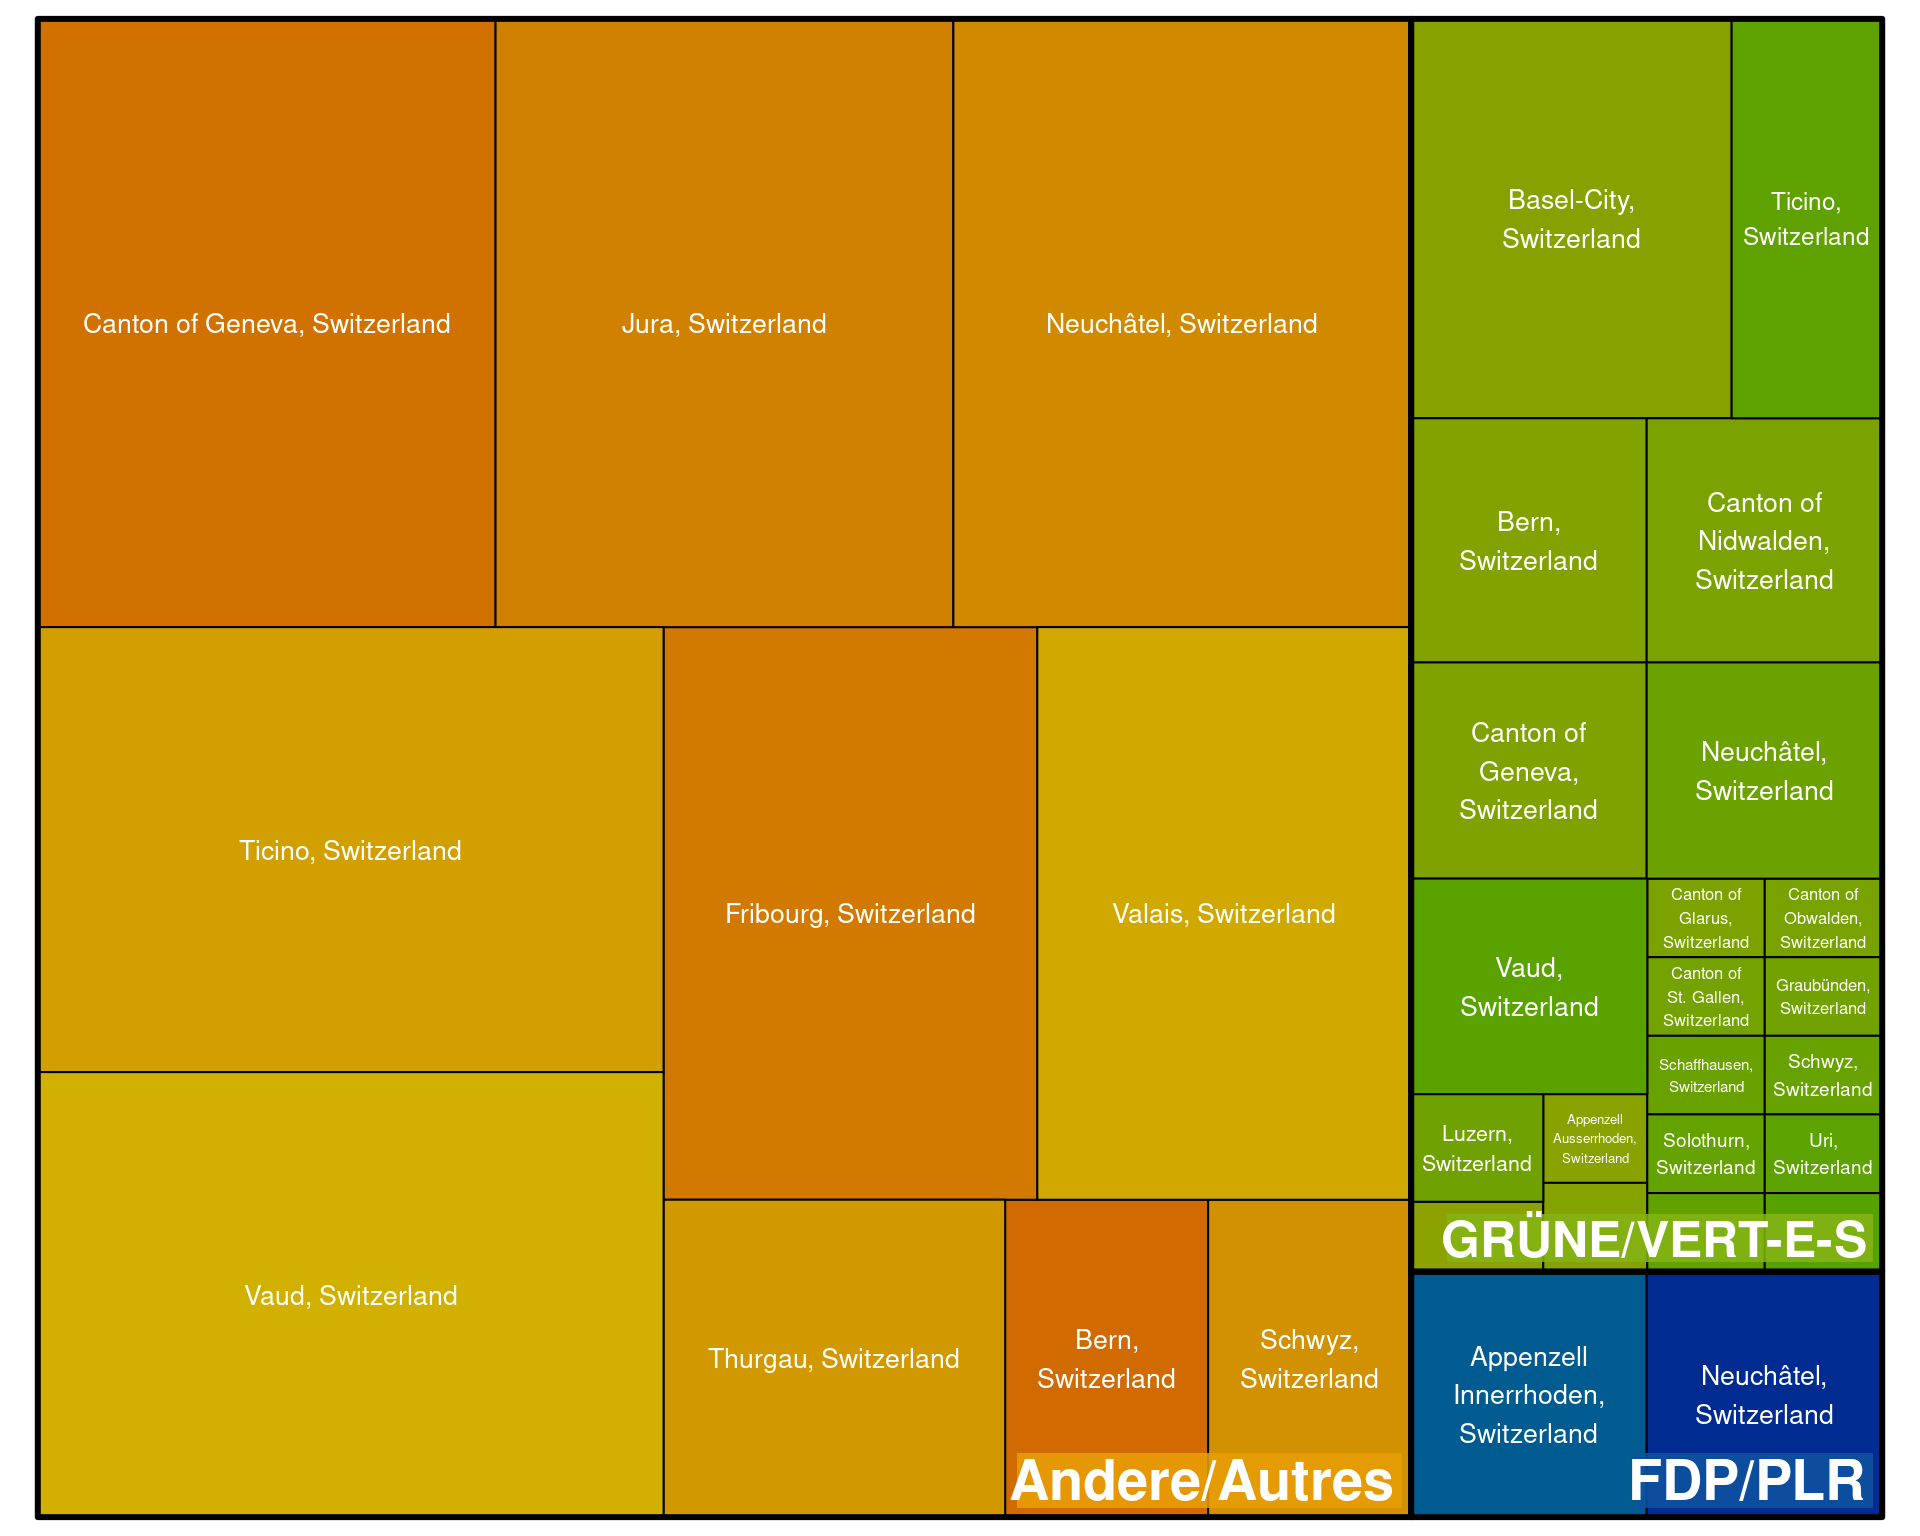 Canton of Geneva, Switzerland
Jura, Switzerland
Neuchâtel, Switzerland
Ticino, Switzerland
Vaud, Switzerland
Fribourg, Switzerland
Valais, Switzerland
Thurgau, Switzerland
Bern,
Switzerland
Schwyz,
Switzerland
Andere/Autres
Basel-City,
Switzerland
Ticino,
Switzerland
Bern,
Switzerland
Canton of
Nidwalden,
Switzerland
Canton of
Geneva,
Switzerland
Neuchâtel,
Switzerland
Vaud,
Switzerland
Canton of
Glarus,
Switzerland
Canton of
Obwalden,
Switzerland
Canton of
St. Gallen,
Switzerland
Graubünden,
Switzerland
Schaffhausen,
Switzerland
Schwyz,
Switzerland
Luzern,
Switzerland
Appenzell
Ausserrhoden,
Switzerland
Solothurn,
Switzerland
Uri,
Switzerland
GRÜNE/VERT-E-S
Appenzell
Innerrhoden,
Switzerland
Neuchâtel,
Switzerland
FDP/PLR